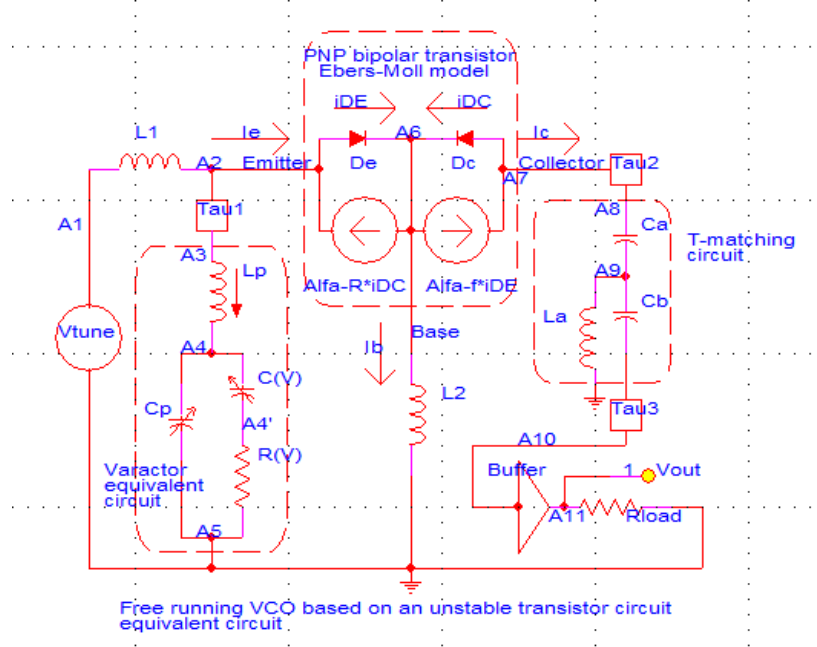 PNP bipolar transistor
Ebers-Moll model
iDE
iDC
L1
Ie
A6
Ic
A2
Emitter
De
Dc
Collector
Tau2
A7
Tau1
A1
A8
Ca
T-matching
circuit
A3
Lp
Alfa-R*iDC
Alfa-f*iDE
A9
Cb
La
Vtune
A4
Ib
Base
C(V)
L2
Cp
A4'
Tau3
R(V)
A10
Varactor
equivalent
circuit
Buffer
1
Vout
A11
Rload
A5
Free running VCO based on an unstable transistor circuit
equivalent circuit